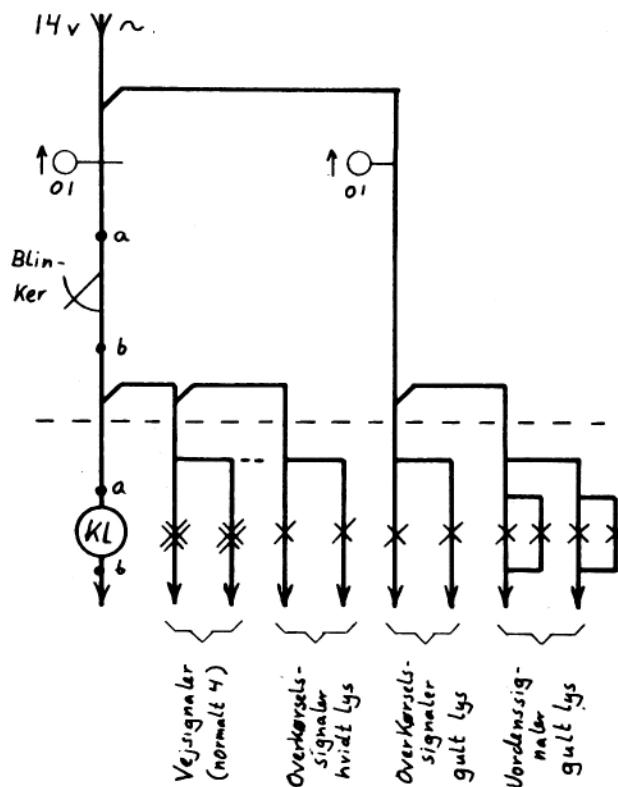 14 v ~
01
01
a
Blin-
ker
b
a
KL
b
Vejsignaler
(normalt 4)
Overkørsels-
signaler
hvidt lys
Overkørsels-
signaler
gult lys
Uordenssig-
naler
gult lys